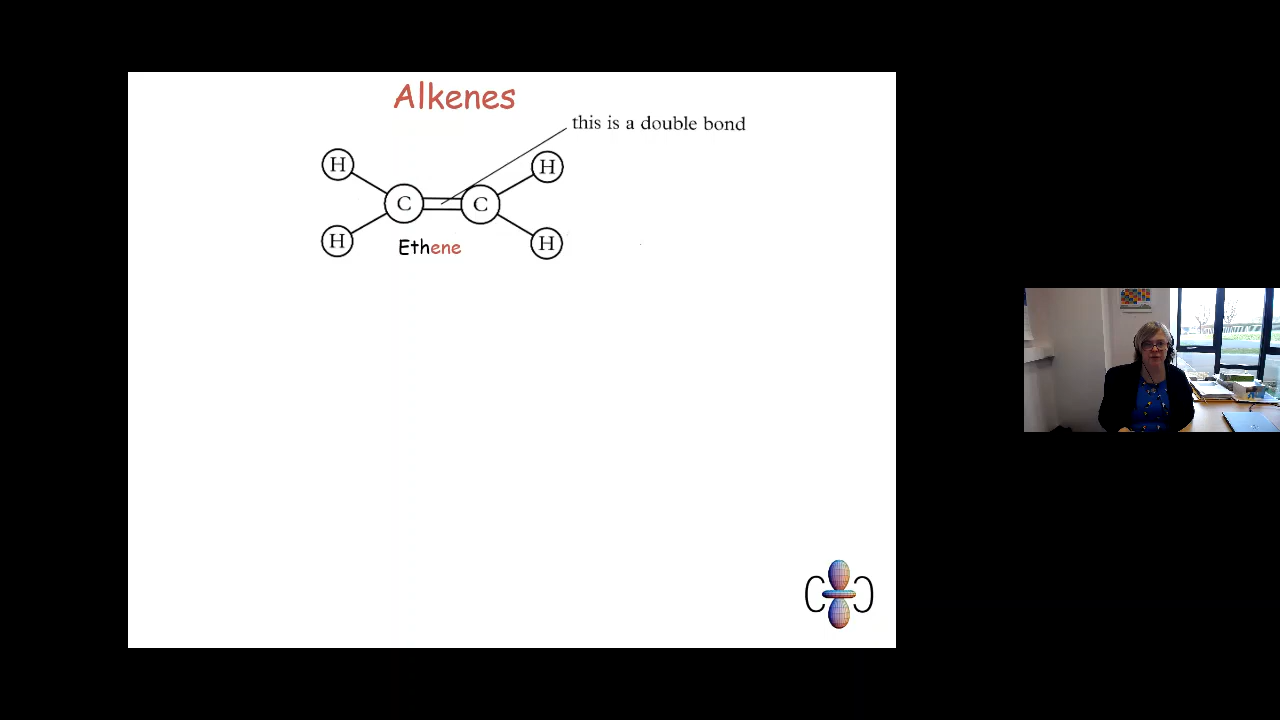 Alkenes
this is a double bond
H H
C C
H H
Ethene